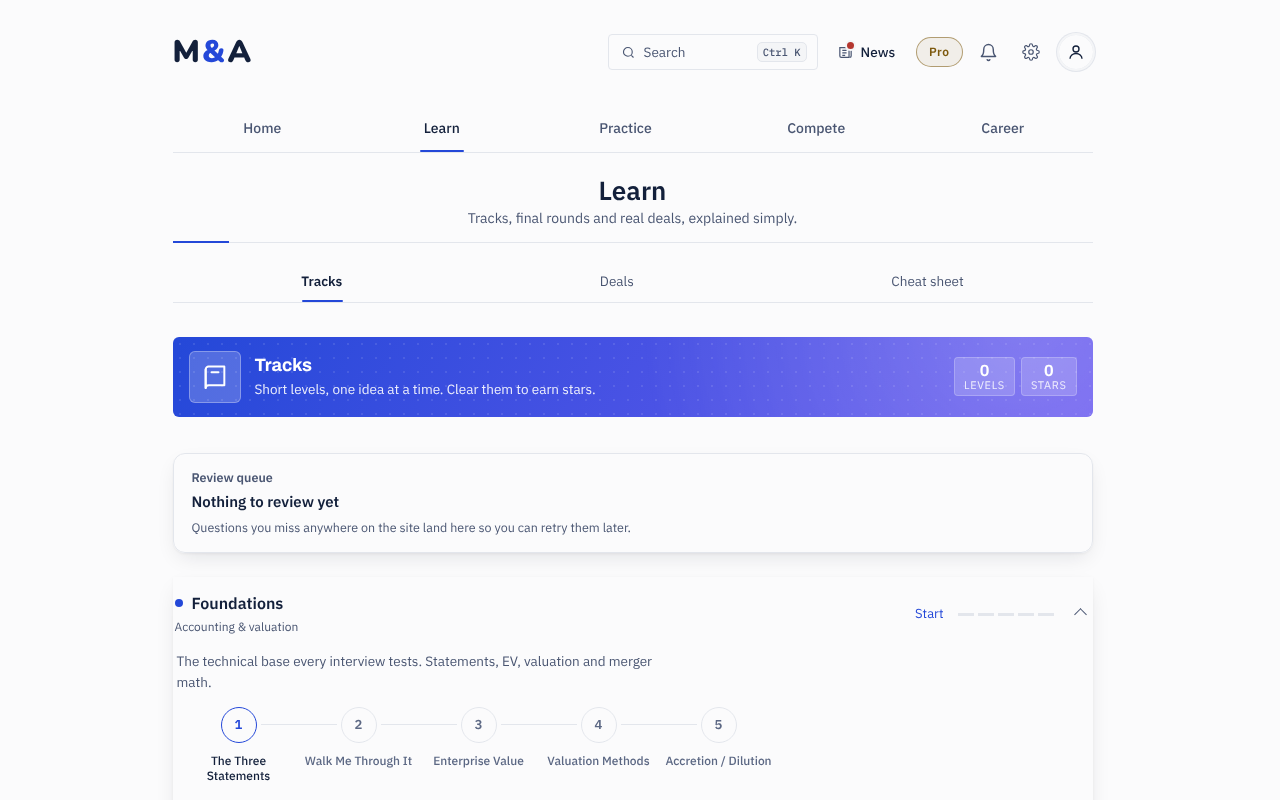 M&A
Search
Ctrl K
News
Pro
Home
Learn
Practice
Compete
Career
Learn
Tracks, final rounds and real deals, explained simply.
Tracks
Deals
Cheat sheet
Tracks
Short levels, one idea at a time. Clear them to earn stars.
0
LEVELS
0
STARS
Review queue
Nothing to review yet
Questions you miss anywhere on the site land here so you can retry them later.
Foundations
Accounting & valuation
Start
The technical base every interview tests. Statements, EV, valuation and merger
math.
1
2
3
4
5
The Three
Statements
Walk Me Through It
Enterprise Value
Valuation Methods
Accretion / Dilution